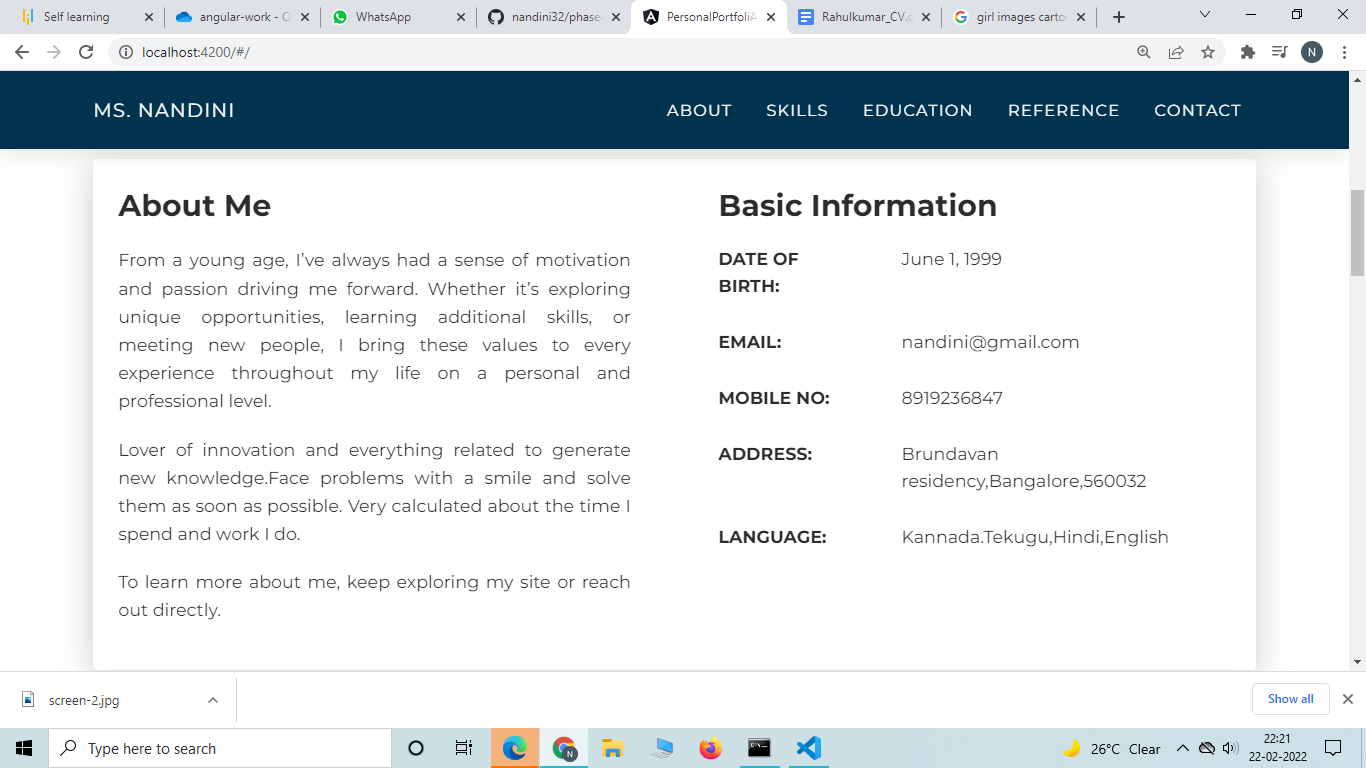 Self learning
angular-work - O
WhatsApp
nandini32/phase-
PersonalPortfoliA
Rahulkumar_CV.d
girl images carto
localhost:4200/#/
N
MS. NANDINI
ABOUT SKILLS EDUCATION REFERENCE CONTACT
About Me
From a young age, I’ve always had a sense of motivation
and passion driving me forward. Whether it’s exploring
unique opportunities, learning additional skills, or
meeting new people, I bring these values to every
experience throughout my life on a personal and
professional level.
Lover of innovation and everything related to generate
new knowledge.Face problems with a smile and solve
them as soon as possible. Very calculated about the time I
spend and work I do.
To learn more about me, keep exploring my site or reach
out directly.
Basic Information
DATE OF June 1, 1999
BIRTH:
EMAIL: nandini@gmail.com
MOBILE NO: 8919236847
ADDRESS: Brundavan
residency,Bangalore,560032
LANGUAGE: Kannada.Tekugu,Hindi,English
screen-2.jpg
Show all
Type here to search
N
26°C Clear
22:21
22-02-2022